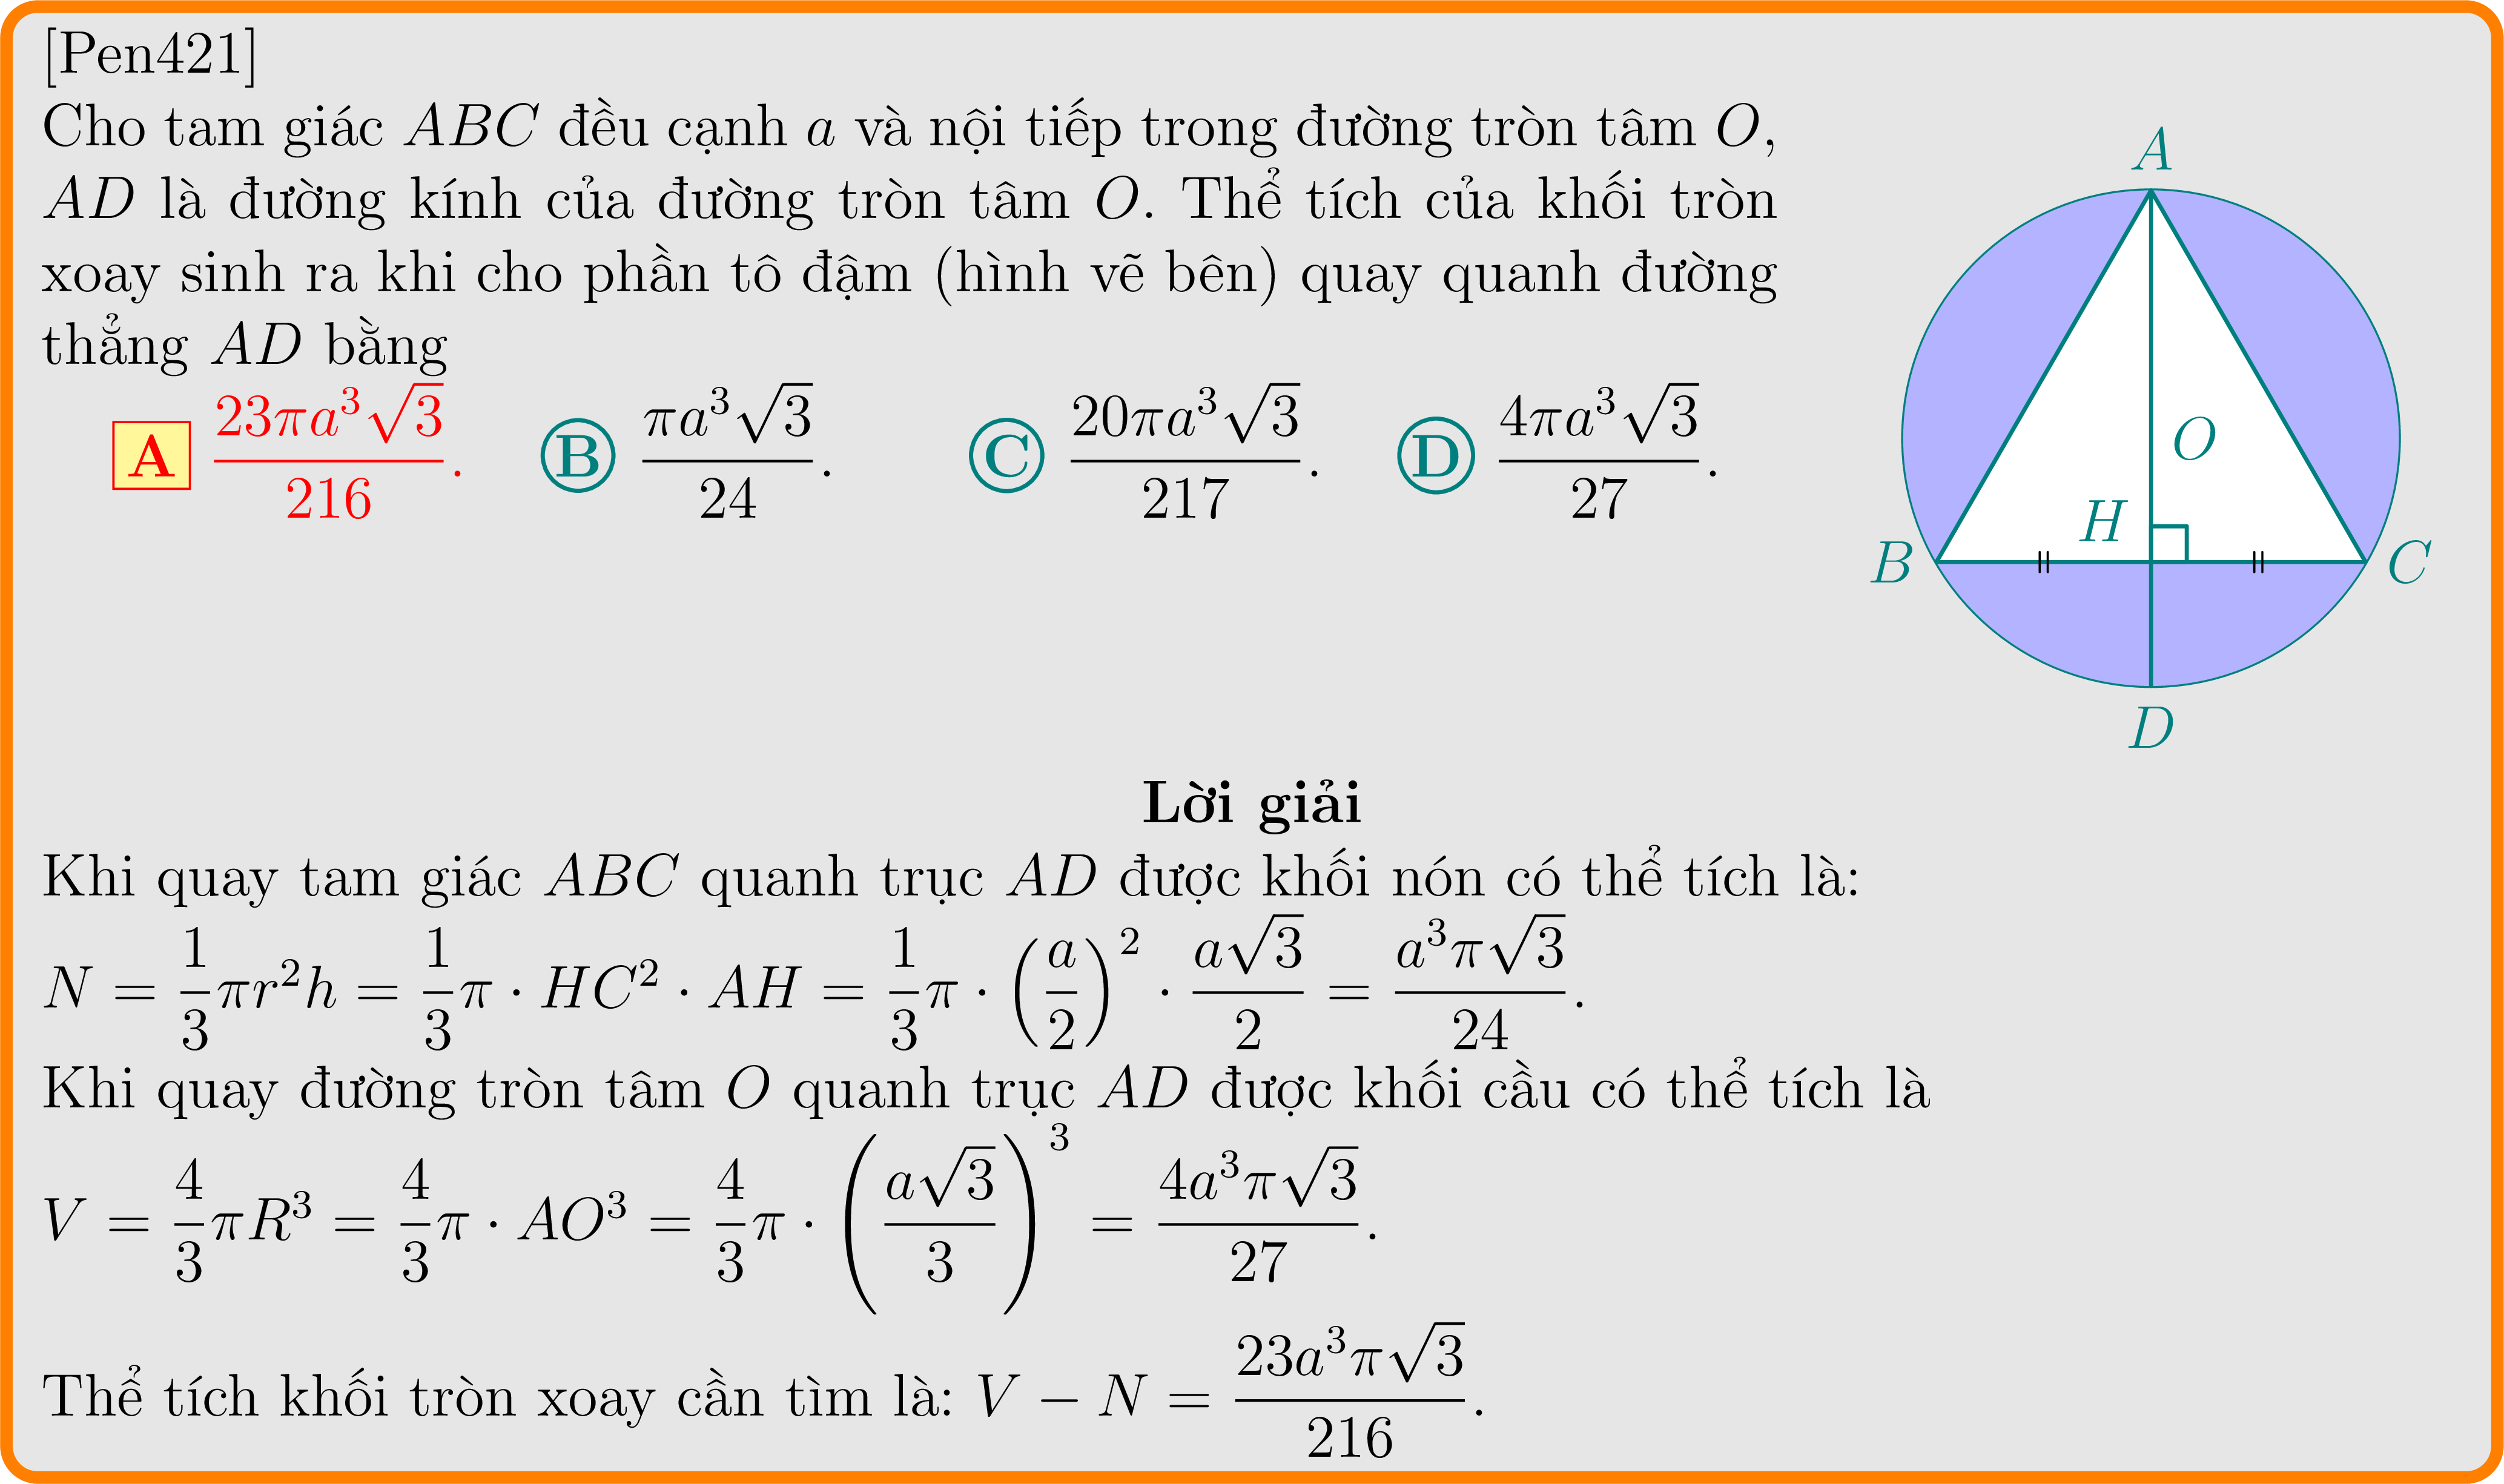 [Pen421]
Cho tam giác ABC đều cạnh a và nội tiếp trong đường tròn tâm O,
AD là đường kính của đường tròn tâm O. Thể tích của khối tròn
xoay sinh ra khi cho phần tô đậm (hình vẽ bên) quay quanh đường
thẳng AD bằng
A $\frac{23\pi a^3\sqrt{3}}{216}$. B $\frac{\pi a^3\sqrt{3}}{24}$. C $\frac{20\pi a^3\sqrt{3}}{217}$. D $\frac{4\pi a^3\sqrt{3}}{27}$.
A
O
H
B
C
D
Lời giải
Khi quay tam giác ABC quanh trục AD được khối nón có thể tích là:
$N = \frac{1}{3}\pi r^2 h = \frac{1}{3}\pi \cdot HC^2 \cdot AH = \frac{1}{3}\pi \cdot \left(\frac{a}{2}\right)^2 \cdot \frac{a\sqrt{3}}{2} = \frac{a^3\pi\sqrt{3}}{24}$.
Khi quay đường tròn tâm O quanh trục AD được khối cầu có thể tích là
$V = \frac{4}{3}\pi R^3 = \frac{4}{3}\pi \cdot AO^3 = \frac{4}{3}\pi \cdot \left(\frac{a\sqrt{3}}{3}\right)^3 = \frac{4a^3\pi\sqrt{3}}{27}$.
Thể tích khối tròn xoay cần tìm là: $V - N = \frac{23a^3\pi\sqrt{3}}{216}$.